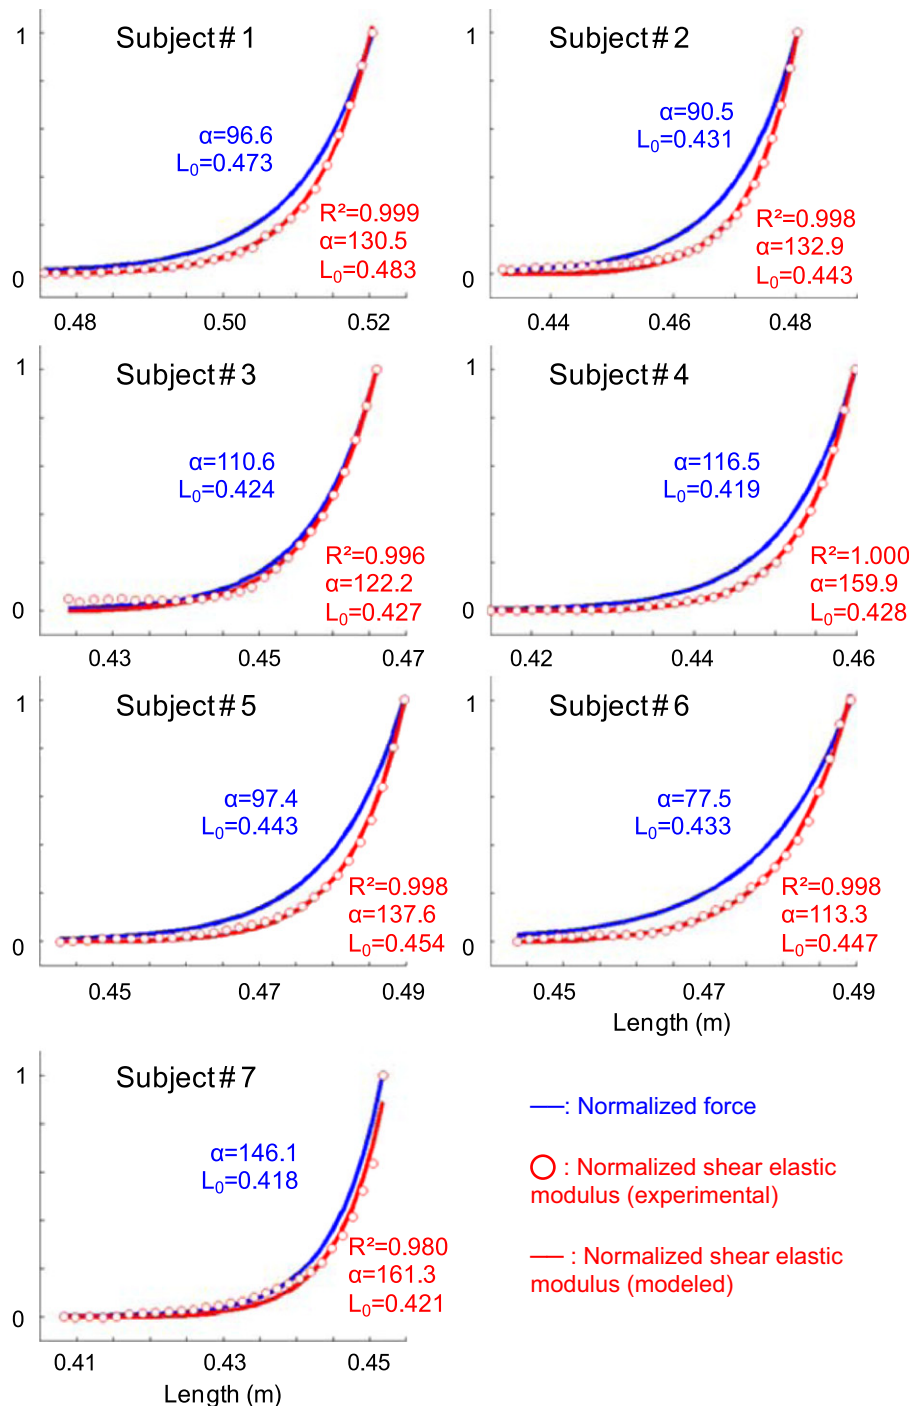 1
Subject# 1
α=96.6
L₀=0.473
R²=0.999
α=130.5
L₀=0.483
0
0.48 0.50 0.52
1
Subject# 2
α=90.5
L₀=0.431
R²=0.998
α=132.9
L₀=0.443
0
0.44 0.46 0.48
1
Subject# 3
α=110.6
L₀=0.424
R²=0.996
α=122.2
L₀=0.427
0
0.43 0.45 0.47
1
Subject# 4
α=116.5
L₀=0.419
R²=1.000
α=159.9
L₀=0.428
0
0.42 0.44 0.46
1
Subject# 5
α=97.4
L₀=0.443
R²=0.998
α=137.6
L₀=0.454
0
0.45 0.47 0.49
1
Subject# 6
α=77.5
L₀=0.433
R²=0.998
α=113.3
L₀=0.447
0
0.45 0.47 0.49
Length (m)
1
Subject# 7
α=146.1
L₀=0.418
R²=0.980
α=161.3
L₀=0.421
0
0.41 0.43 0.45
Length (m)
: Normalized force
: Normalized shear elastic
modulus (experimental)
: Normalized shear elastic
modulus (modeled)